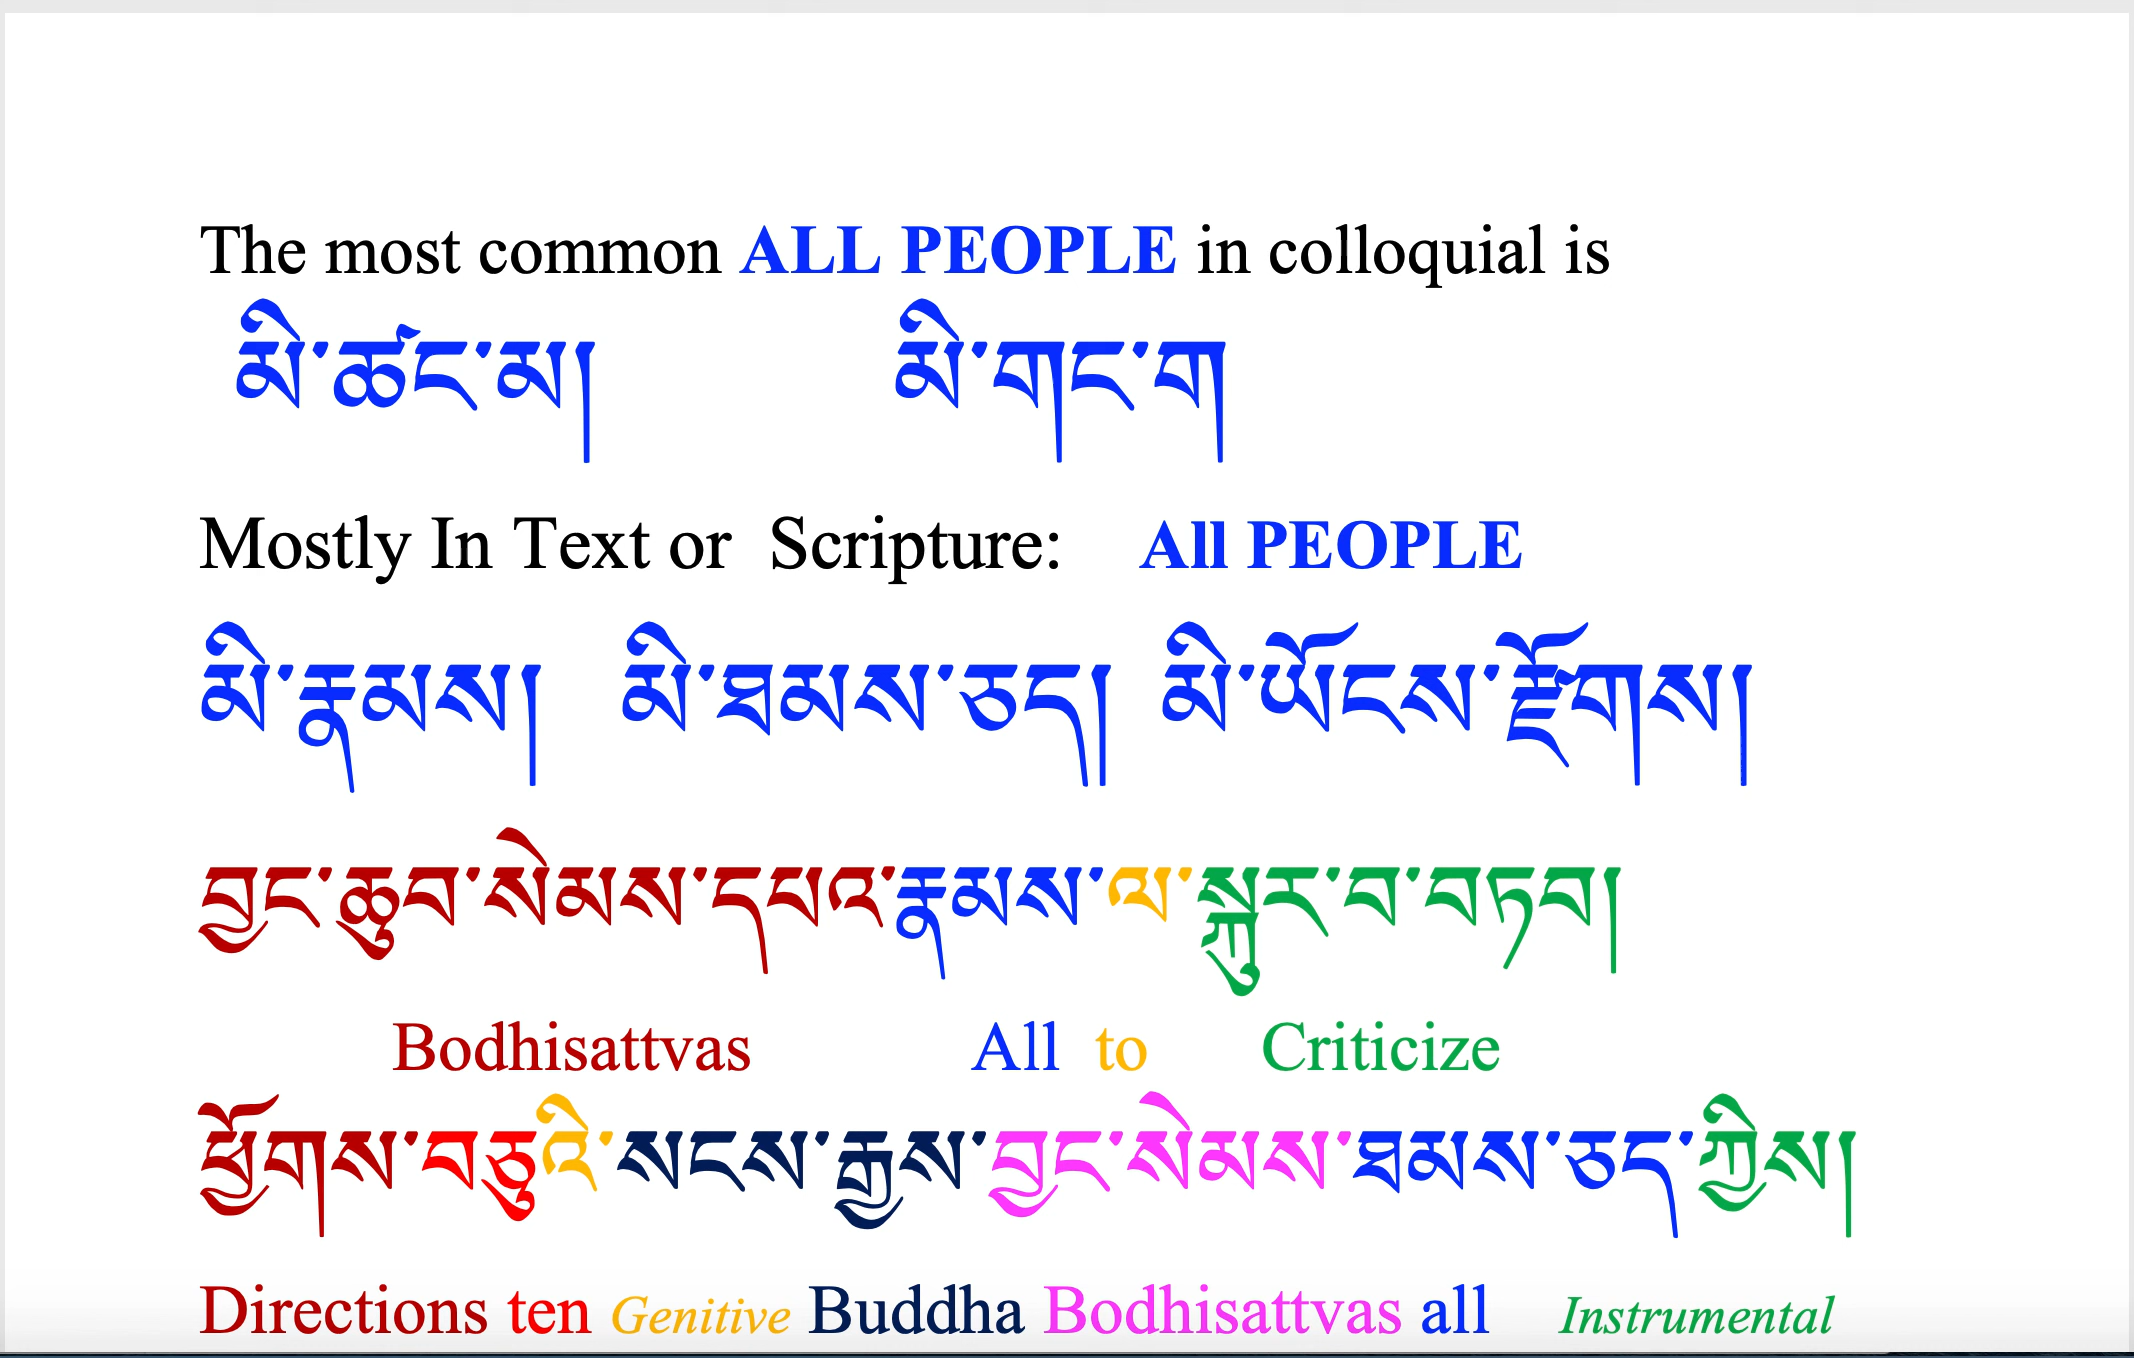 The most common ALL PEOPLE in colloquial is
མི་ཚང་མ། མི་གང་ག
Mostly In Text or Scripture: All PEOPLE
མི་རྣམས། མི་ཐམས་ཅད། མི་ཡོངས་རྫོགས།
བྱང་ཆུབ་སེམས་དཔའ་རྣམས་ལ་སྐུར་བ་བཏབ།
Bodhisattvas All to Criticize
ཕྱོགས་བཅུའི་སངས་རྒྱས་བྱང་སེམས་ཐམས་ཅད་ཀྱིས།
Directions ten Genitive Buddha Bodhisattvas all Instrumental